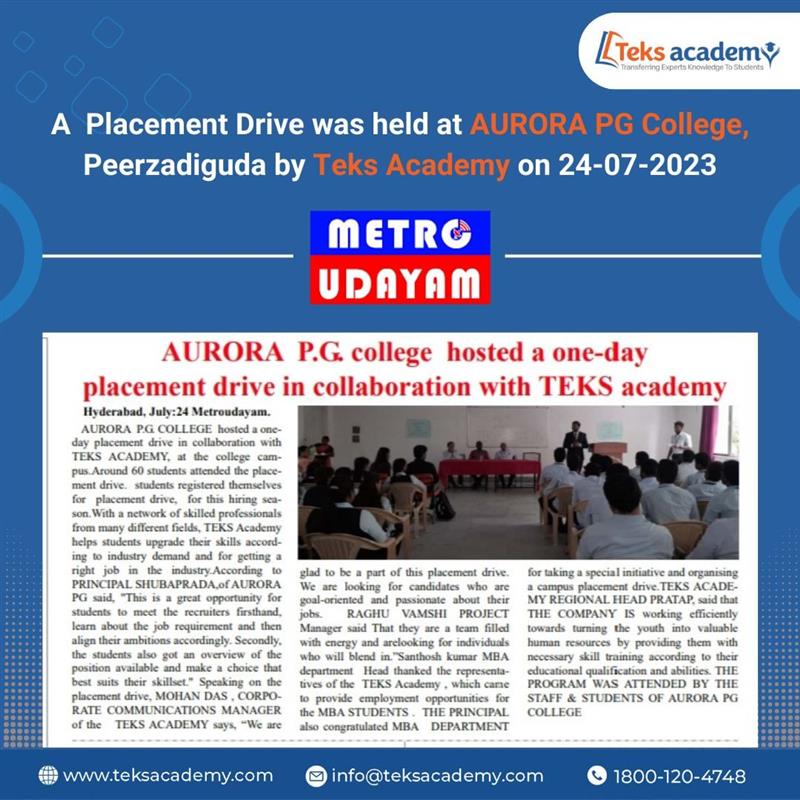 Teks academy
Transferring Experts Knowledge To Students
A Placement Drive was held at AURORA PG College,
Peerzadiguda by Teks Academy on 24-07-2023
METRO
UDAYAM
AURORA P.G. college hosted a one-day
placement drive in collaboration with TEKS academy
Hyderabad, July:24 Metroudayam.
AURORA P.G. COLLEGE hosted a one-
day placement drive in collaboration with
TEKS ACADEMY, at the college cam-
pus.Around 60 students attended the place-
ment drive. students registered themselves
for placement drive, for this hiring sea-
son.With a network of skilled professionals
from many different fields, TEKS Academy
helps students upgrade their skills accord-
ing to industry demand and for getting a
right job in the industry.According to
PRINCIPAL SHUBAPRADA,of AURORA
PG said, "This is a great opportunity for
students to meet the recruiters firsthand,
learn about the job requirement and then
align their ambitions accordingly. Secondly,
the students also got an overview of the
position available and make a choice that
best suits their skillset." Speaking on the
placement drive, MOHAN DAS , CORPO-
RATE COMMUNICATIONS MANAGER
of the TEKS ACADEMY says, "We are
glad to be a part of this placement drive.
We are looking for candidates who are
goal-oriented and passionate about their
jobs. RAGHU VAMSHI PROJECT
Manager said That they are a team filled
with energy and arelooking for individuals
who will blend in."Santhosh kumar MBA
department Head thanked the representa-
tives of the TEKS Academy , which came
to provide employment opportunities for
the MBA STUDENTS . THE PRINCIPAL
also congratulated MBA DEPARTMENT
for taking a special initiative and organising
a campus placement drive.TEKS ACADE-
MY REGIONAL HEAD PRATAP, said that
THE COMPANY IS working efficiently
towards turning the youth into valuable
human resources by providing them with
necessary skill training according to their
educational qualification and abilities. THE
PROGRAM WAS ATTENDED BY THE
STAFF & STUDENTS OF AURORA PG
COLLEGE
www.teksacademy.com
info@teksacademy.com
1800-120-4748